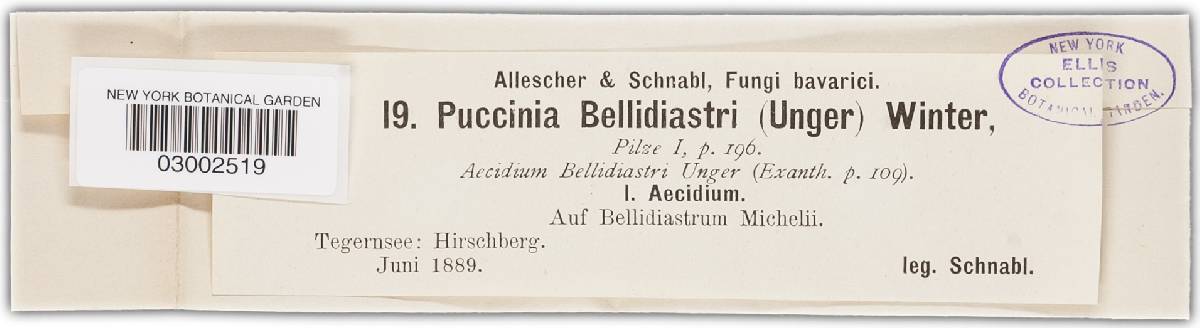 NEW YORK BOTANICAL GARDEN
03002519
Allescher & Schnabl, Fungi bavarici.
19. Puccinia Bellidiastri (Unger) Winter,
Pilze I, p. 196.
Aecidium Bellidiastri Unger (Exanth. p. 109).
I. Aecidium.
Auf Bellidiastrum Michelii.
Tegernsee: Hirschberg.
Juni 1889.
leg. Schnabl.
NEW YORK
ELLIS
COLLECTION
BOTANICAL GARDEN.